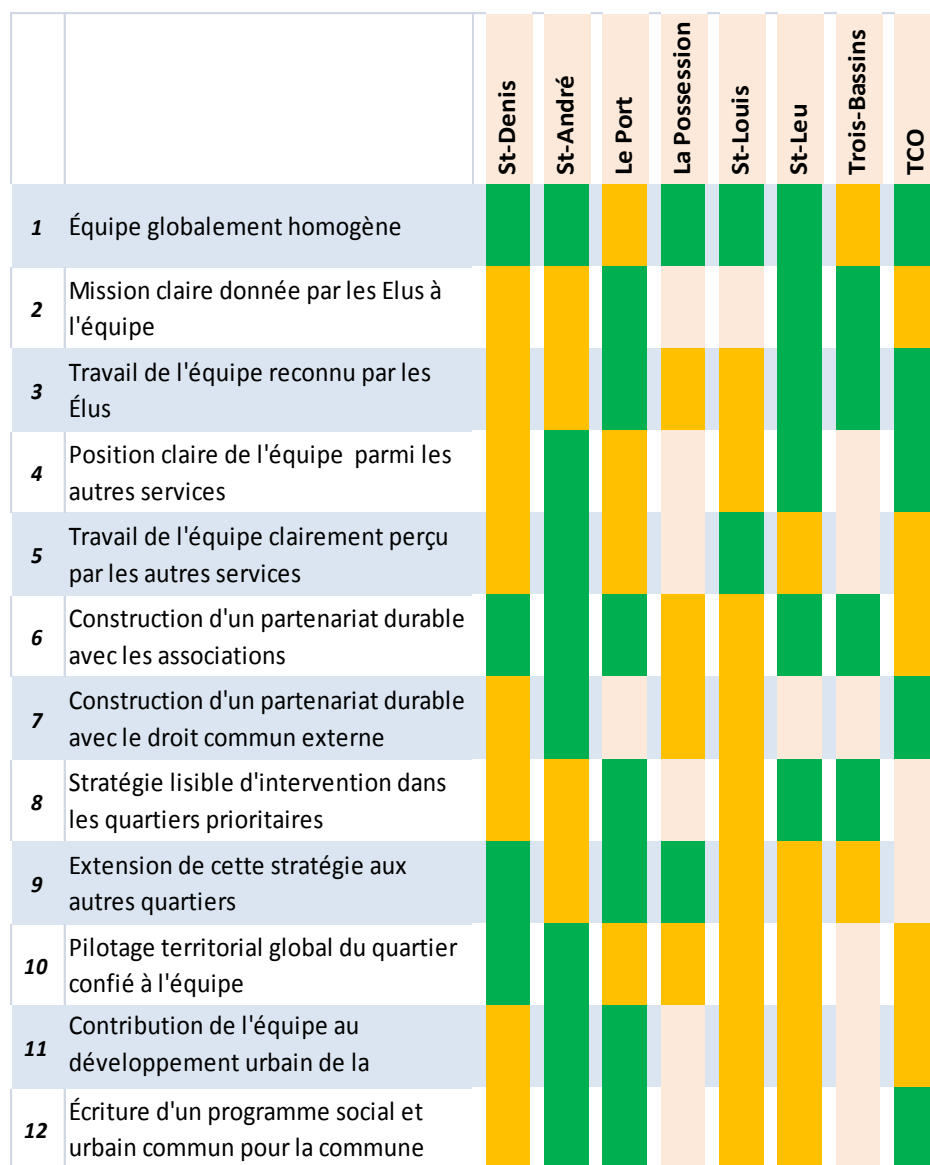 St-Denis
St-André
Le Port
La Possession
St-Louis
St-Leu
Trois-Bassins
TCO
1 Équipe globalement homogène
2 Mission claire donnée par les Elus à
l'équipe
3 Travail de l'équipe reconnu par les
Élus
4 Position claire de l'équipe parmi les
autres services
5 Travail de l'équipe clairement perçu
par les autres services
6 Construction d'un partenariat durable
avec les associations
7 Construction d'un partenariat durable
avec le droit commun externe
8 Stratégie lisible d'intervention dans
les quartiers prioritaires
9 Extension de cette stratégie aux
autres quartiers
10 Pilotage territorial global du quartier
confié à l'équipe
11 Contribution de l'équipe au
développement urbain de la
12 Écriture d'un programme social et
urbain commun pour la commune